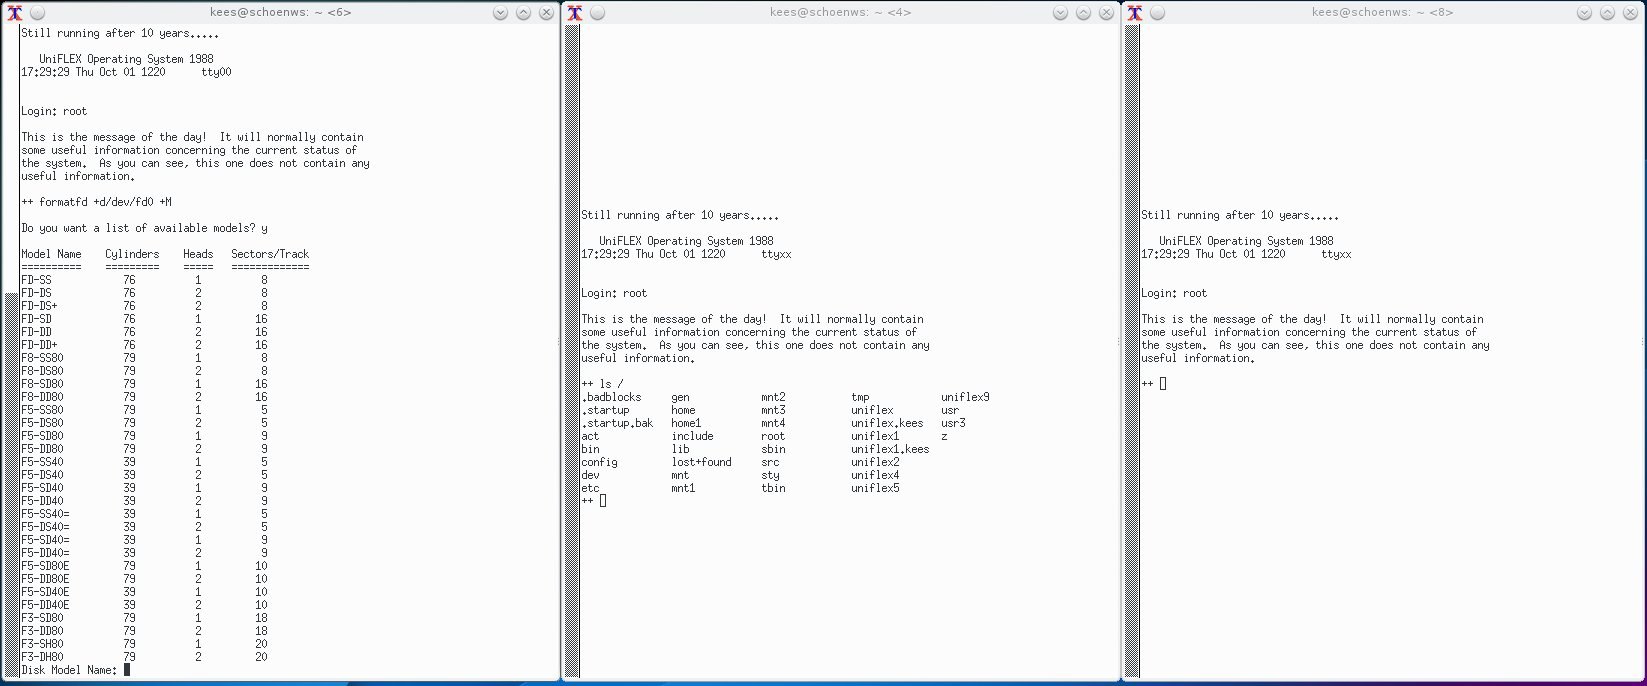 kees@schoenws: ~ <6>
Still running after 10 years.....
UniFLEX Operating System 1988
17:29:29 Thu Oct 01 1220      tty00
Login: root
This is the message of the day!  It will normally contain
some useful information concerning the current status of
the system.  As you can see, this one does not contain any
useful information.
++ formatfd +d/dev/fd0 +M
Do you want a list of available models? y
Model Name    Cylinders    Heads   Sectors/Track
==========    =========    =====   =============
FD-SS            76          1          8
FD-DS            76          2          8
FD-DS+           76          2          8
FD-SD            76          1         16
FD-DD            76          2         16
FD-DD+           76          2         16
F8-SS80          79          1          8
F8-DS80          79          2          8
F8-SD80          79          1         16
F8-DD80          79          2         16
F5-SS80          79          1          5
F5-DS80          79          2          5
F5-SD80          79          1          9
F5-DD80          79          2          9
F5-SS40          39          1          5
F5-DS40          39          2          5
F5-SD40          39          1          9
F5-DD40          39          2          9
F5-SS40=         39          1          5
F5-DS40=         39          2          5
F5-SD40=         39          1          9
F5-DD40=         39          2          9
F5-SD80E         79          1         10
F5-DD80E         79          2         10
F5-SD40E         39          1         10
F5-DD40E         39          2         10
F3-SD80          79          1         18
F3-DD80          79          2         18
F3-SH80          79          1         20
F3-DH80          79          2         20
Disk Model Name:
kees@schoenws: ~ <4>
Still running after 10 years.....
UniFLEX Operating System 1988
17:29:29 Thu Oct 01 1220      ttyxx
Login: root
This is the message of the day!  It will normally contain
some useful information concerning the current status of
the system.  As you can see, this one does not contain any
useful information.
++ ls /
.badblocks     gen            mnt2           tmp            uniflex9
.startup       home           mnt3           uniflex        usr
.startup.bak   home1          mnt4           uniflex.kees   usr3
act            include        root           uniflex1       z
bin            lib            sbin           uniflex1.kees
config         lost+found     src            uniflex2
dev            mnt            sty            uniflex4
etc            mnt1           tbin           uniflex5
++
kees@schoenws: ~ <8>
Still running after 10 years.....
UniFLEX Operating System 1988
17:29:29 Thu Oct 01 1220      ttyxx
Login: root
This is the message of the day!  It will normally contain
some useful information concerning the current status of
the system.  As you can see, this one does not contain any
useful information.
++